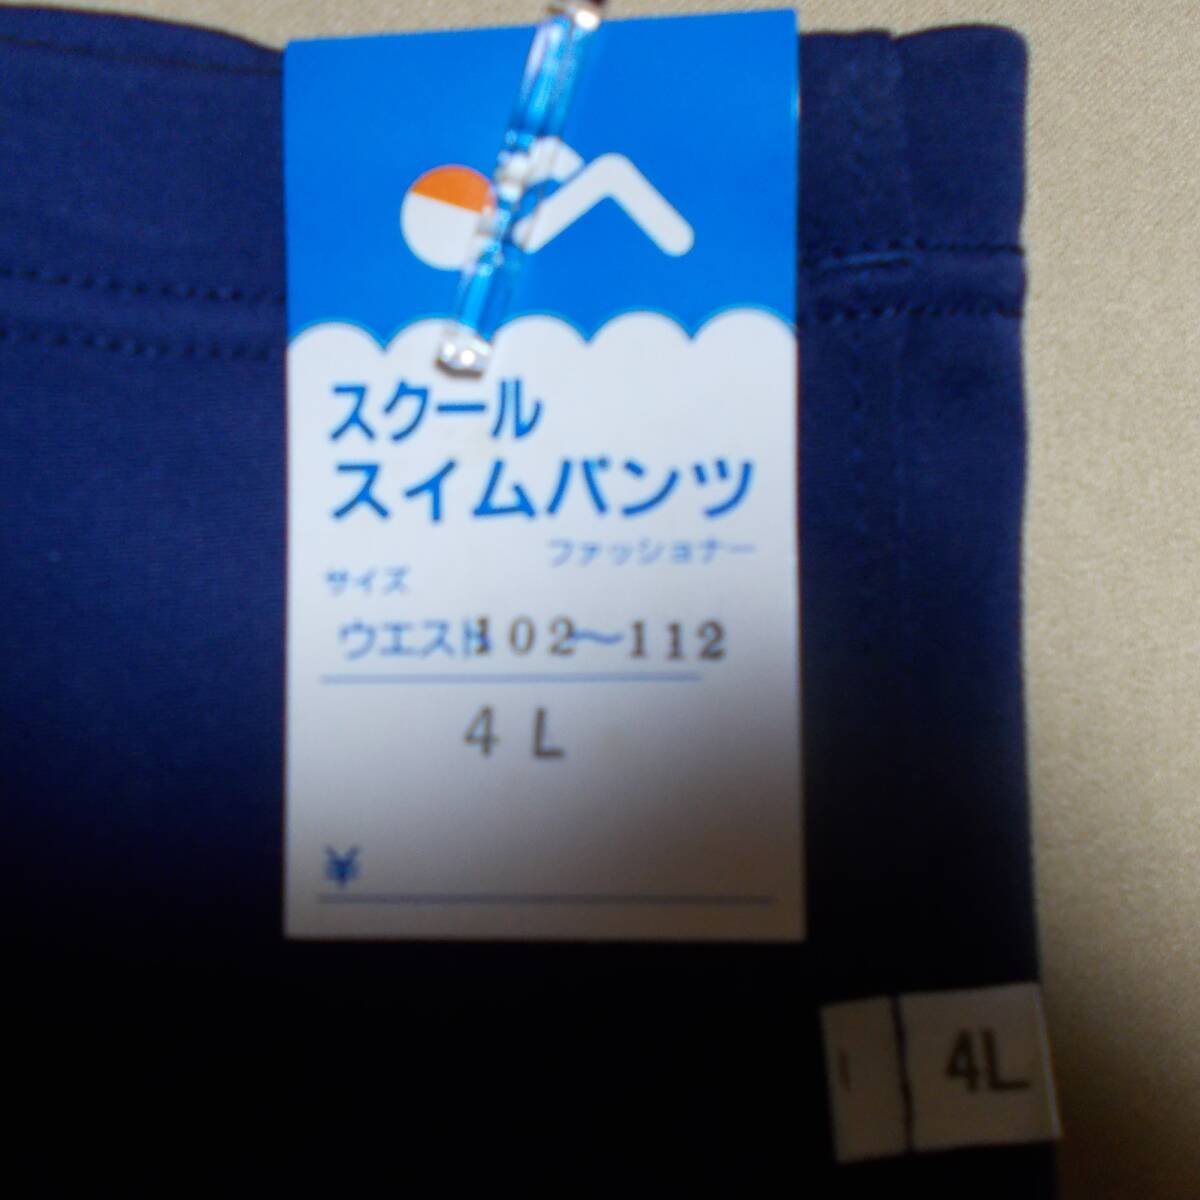 スクール
スイムパンツ
ファッショナー
サイズ
ウエスト102〜112
4L
¥
4L